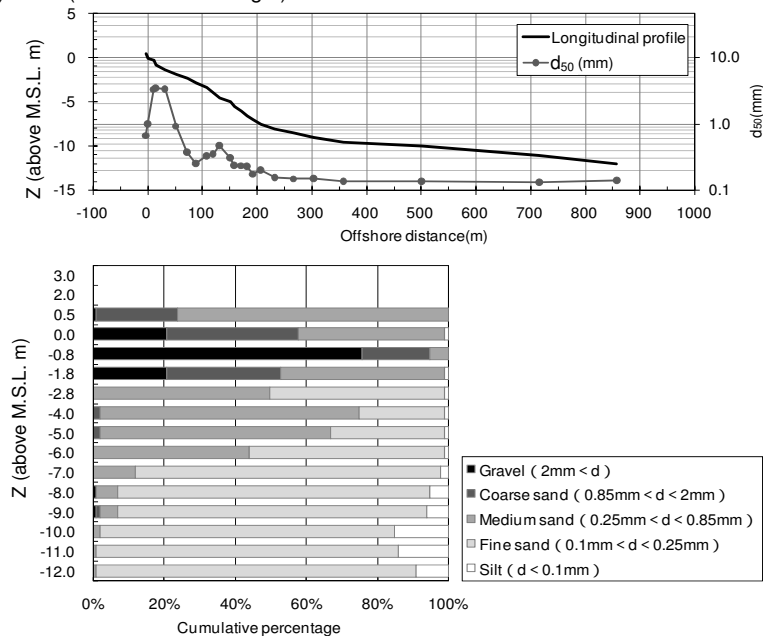 5
0
-5
-10
-15
Z (above M.S.L. m)
Longitudinal profile
d50 (mm)
10.0
1.0
0.1
d50(mm)
-100 0 100 200 300 400 500 600 700 800 900 1000
Offshore distance(m)
3.0
2.0
0.5
0.0
-0.8
-1.8
-2.8
-4.0
-5.0
-6.0
-7.0
-8.0
-9.0
-10.0
-11.0
-12.0
Z (above M.S.L. m)
0% 20% 40% 60% 80% 100%
Cumulative percentage
Gravel ( 2mm < d )
Coarse sand ( 0.85mm < d < 2mm )
Medium sand ( 0.25mm < d < 0.85mm )
Fine sand ( 0.1mm < d < 0.25mm )
Silt ( d < 0.1mm )